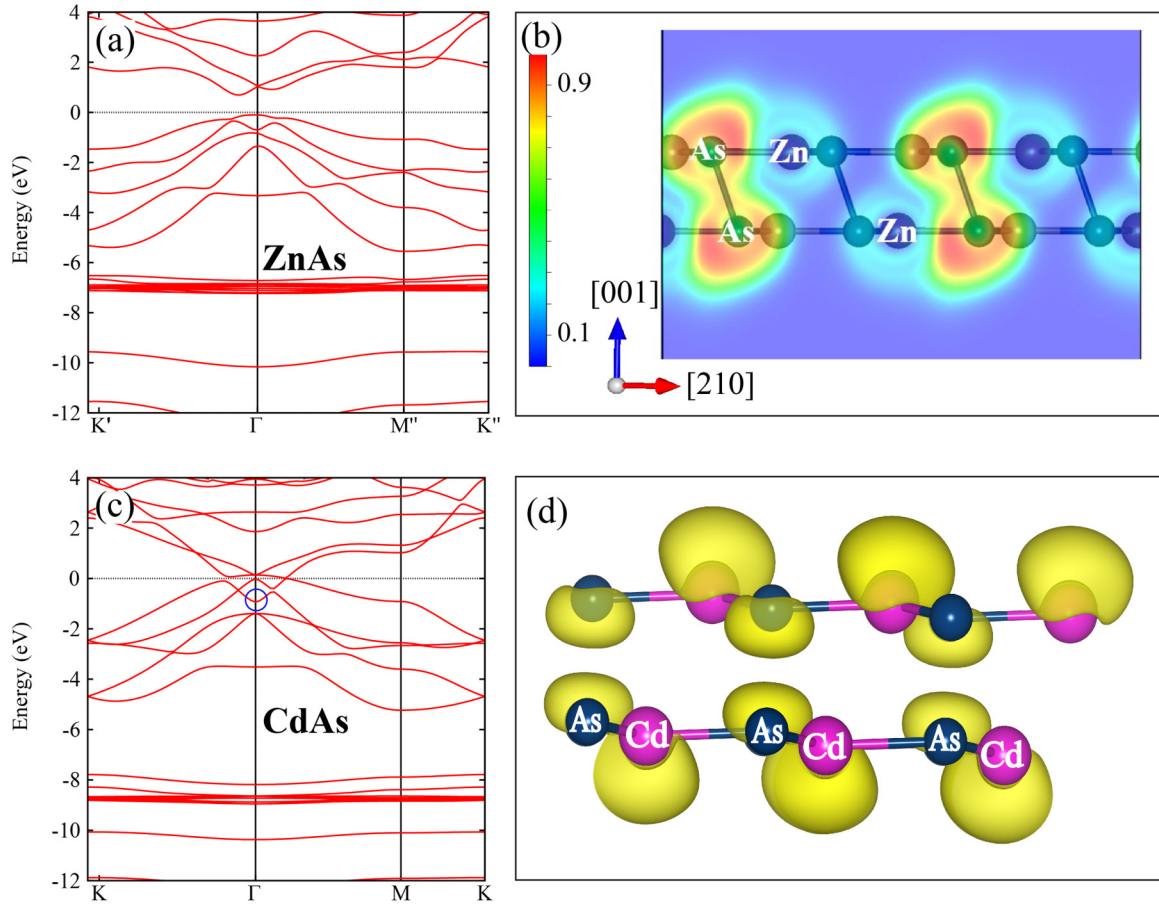 (a)
Energy (eV)
4
2
0
-2
-4
-6
-8
-10
-12
ZnAs
K' Γ M'' K''
(b)
0.9
0.1
As Zn
As Zn
[001]
[210]
(c)
Energy (eV)
4
2
0
-2
-4
-6
-8
-10
-12
CdAs
K Γ M K
(d)
As Cd As Cd As Cd